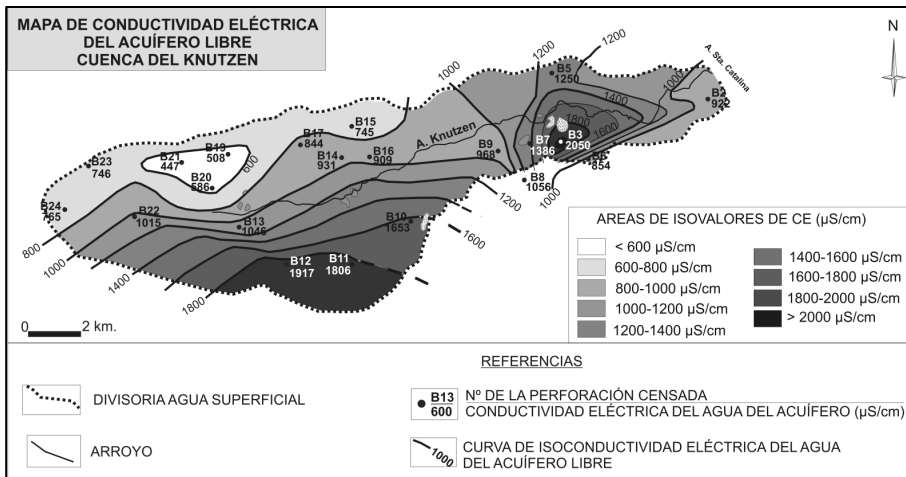 MAPA DE CONDUCTIVIDAD ELÉCTRICA
DEL ACUÍFERO LIBRE
CUENCA DEL KNUTZEN
N
1200
1200
1000
1000
A. Sta. Catalina
B5
1250
B2
922
1400
1800
1600
B3
2050
B7
1386
B6
854
B8
1056
1000
B9
968
A. Knutzen
B15
745
B17
844
B14
931
B16
909
B19
508
B21
447
B20
586
600
B23
746
B24
765
B22
1015
B13
1046
B10
1653
1200
1600
B12
1917
B11
1806
800
1000
1400
1800
0 2 km.
AREAS DE ISOVALORES DE CE (µS/cm)
< 600 µS/cm
600-800 µS/cm
800-1000 µS/cm
1000-1200 µS/cm
1200-1400 µS/cm
1400-1600 µS/cm
1600-1800 µS/cm
1800-2000 µS/cm
> 2000 µS/cm
REFERENCIAS
DIVISORIA AGUA SUPERFICIAL
ARROYO
B13
600
Nº DE LA PERFORACIÓN CENSADA
CONDUCTIVIDAD ELÉCTRICA DEL AGUA DEL ACUÍFERO (µS/cm)
1000
CURVA DE ISOCONDUCTIVIDAD ELÉCTRICA DEL AGUA
DEL ACUÍFERO LIBRE